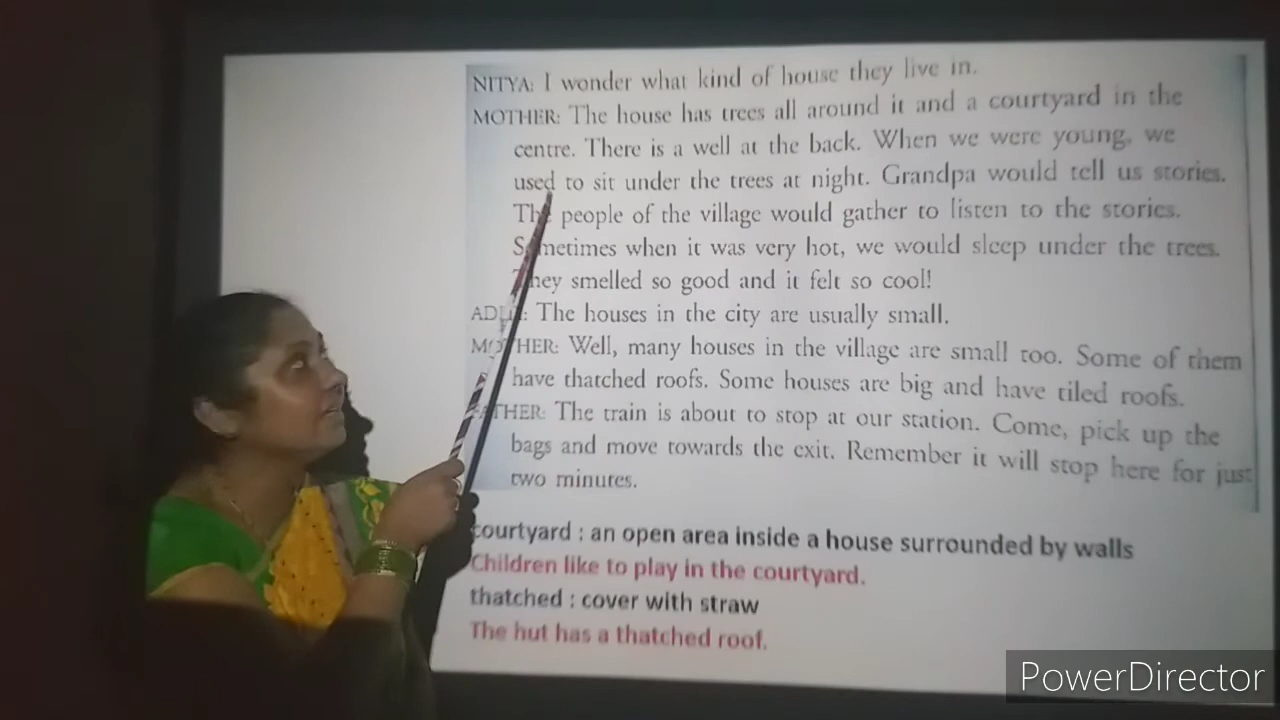 NITYA: I wonder what kind of house they live in.
MOTHER: The house has trees all around it and a courtyard in the
centre. There is a well at the back. When we were young, we
used to sit under the trees at night. Grandpa would tell us stories.
The people of the village would gather to listen to the stories.
Sometimes when it was very hot, we would sleep under the trees.
They smelled so good and it felt so cool!
The houses in the city are usually small.
MOTHER: Well, many houses in the village are small too. Some of them
have thatched roofs. Some houses are big and have tiled roofs.
FATHER: The train is about to stop at our station. Come, pick up the
bags and move towards the exit. Remember it will stop here for just
two minutes.
courtyard : an open area inside a house surrounded by walls
Children like to play in the courtyard.
thatched : cover with straw
The hut has a thatched roof.
PowerDirector